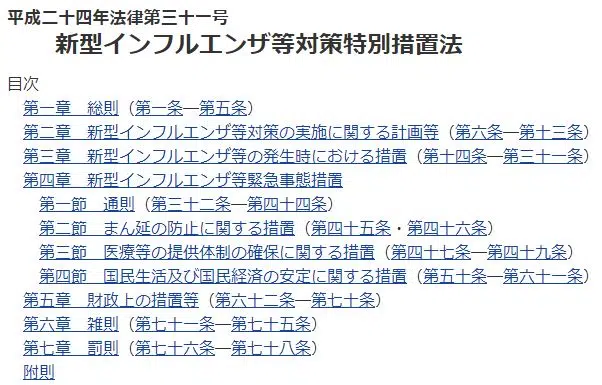 平成二十四年法律第三十一号
新型インフルエンザ等対策特別措置法
目次
第一章　総則（第一条―第五条）
第二章　新型インフルエンザ等対策の実施に関する計画等（第六条―第十三条）
第三章　新型インフルエンザ等の発生時における措置（第十四条―第三十一条）
第四章　新型インフルエンザ等緊急事態措置
第一節　通則（第三十二条―第四十四条）
第二節　まん延の防止に関する措置（第四十五条・第四十六条）
第三節　医療等の提供体制の確保に関する措置（第四十七条―第四十九条）
第四節　国民生活及び国民経済の安定に関する措置（第五十条―第六十一条）
第五章　財政上の措置等（第六十二条―第七十条）
第六章　雑則（第七十一条―第七十五条）
第七章　罰則（第七十六条―第七十八条）
附則